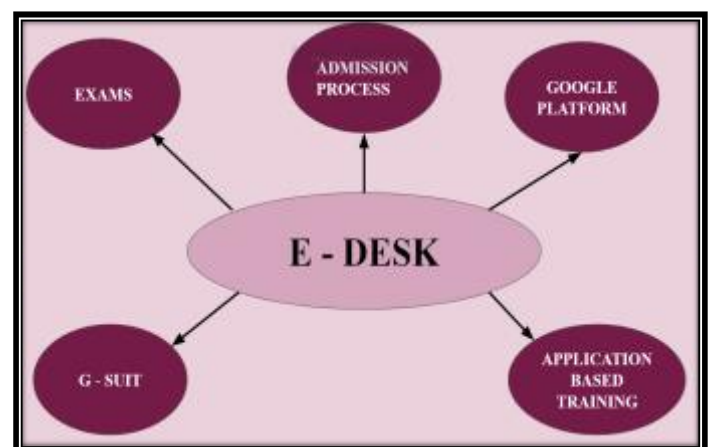 EXAMS
ADMISSION
PROCESS
GOOGLE
PLATFORM
E - DESK
G - SUIT
APPLICATION
BASED
TRAINING